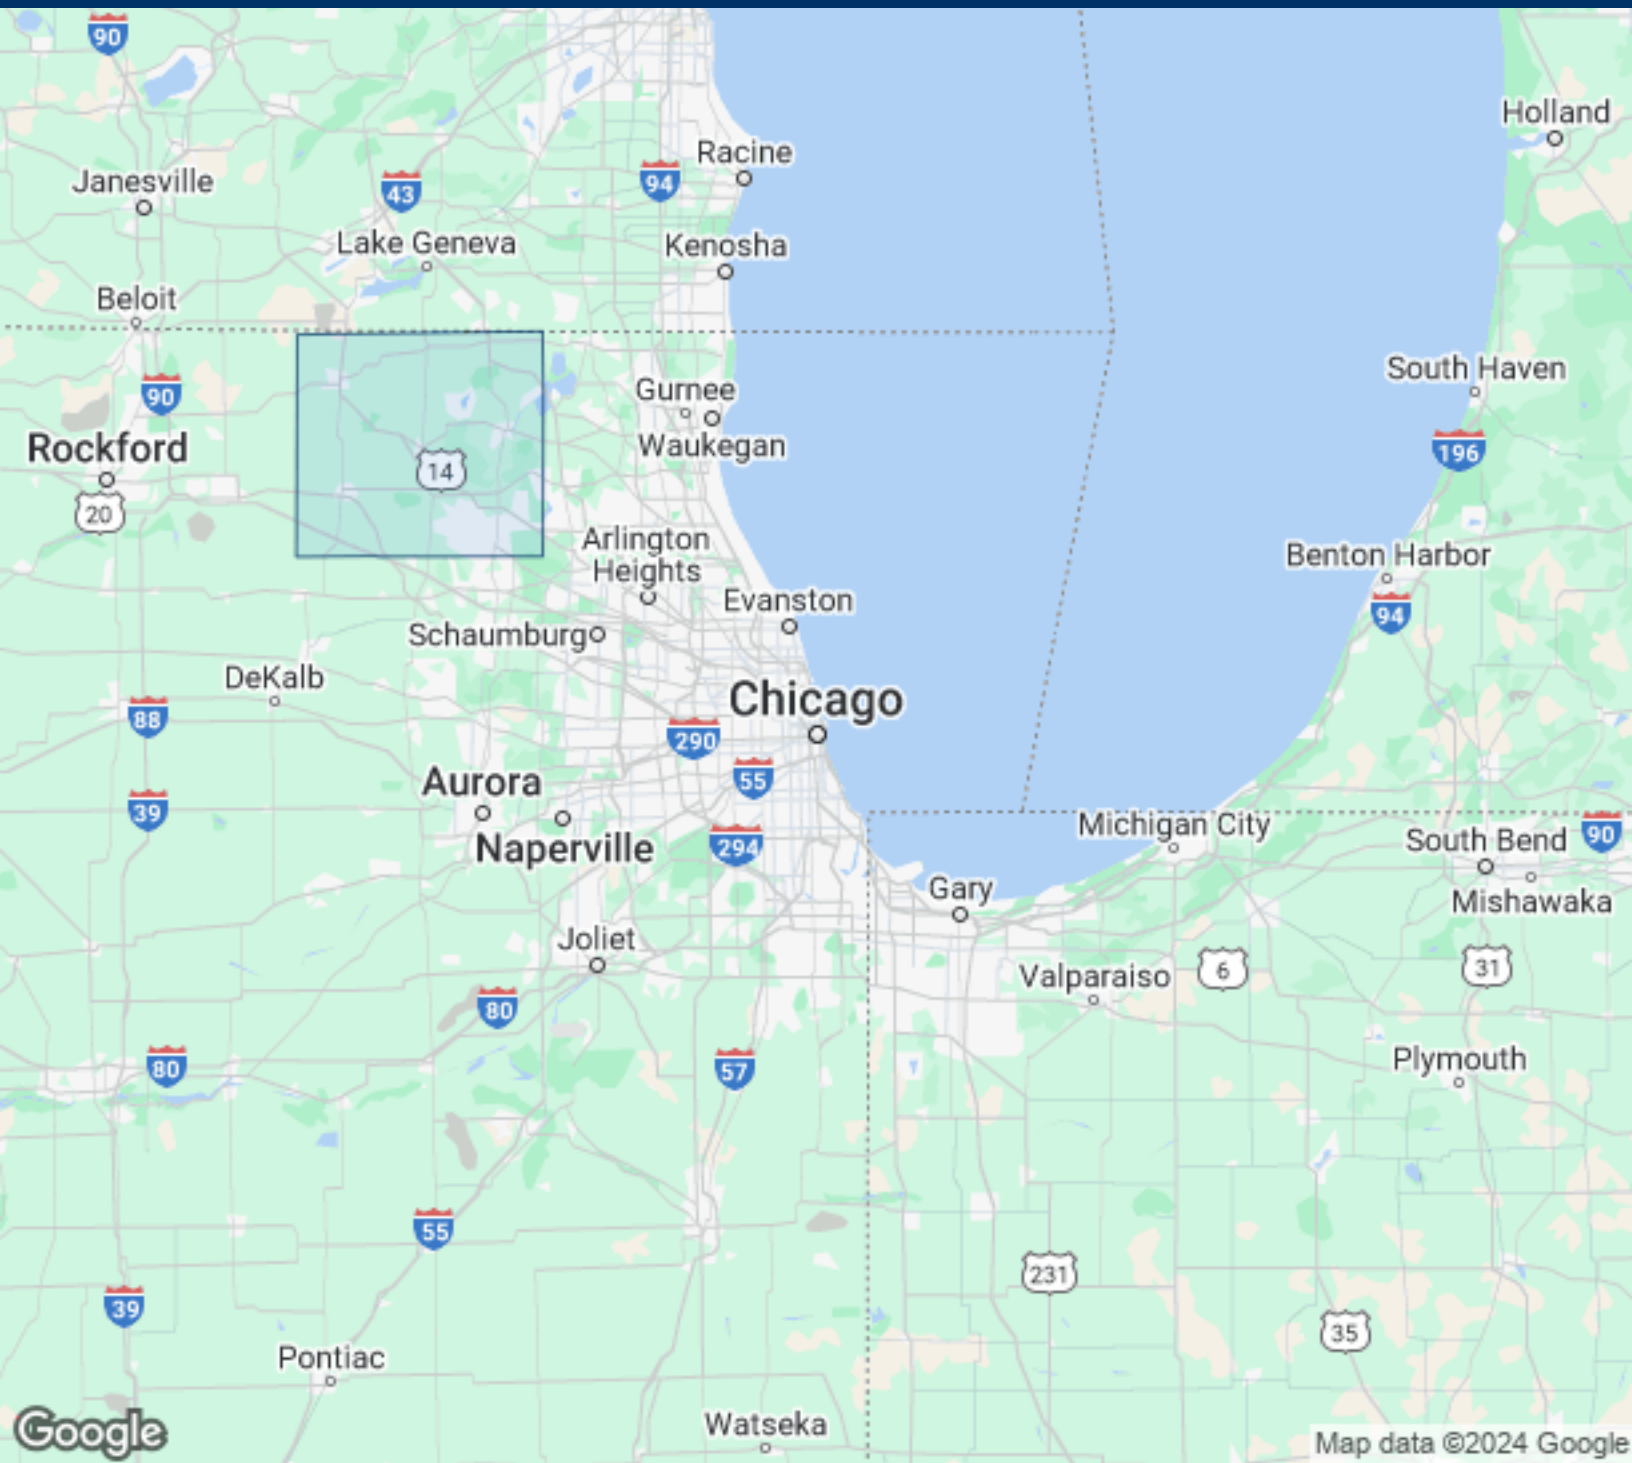 90
Holland
Racine
94
Janesville
43
Lake Geneva
Kenosha
Beloit
South Haven
90
Gurnee
Rockford
Waukegan
196
14
20
Arlington
Heights
Benton Harbor
Evanston
94
Schaumburg
DeKalb
Chicago
88
290
Aurora
55
39
Michigan City
90
Naperville
294
South Bend
Gary
Mishawaka
Joliet
Valparaiso
6
31
80
80
57
Plymouth
55
231
39
35
Pontiac
Watseka
Google
Map data ©2024 Google